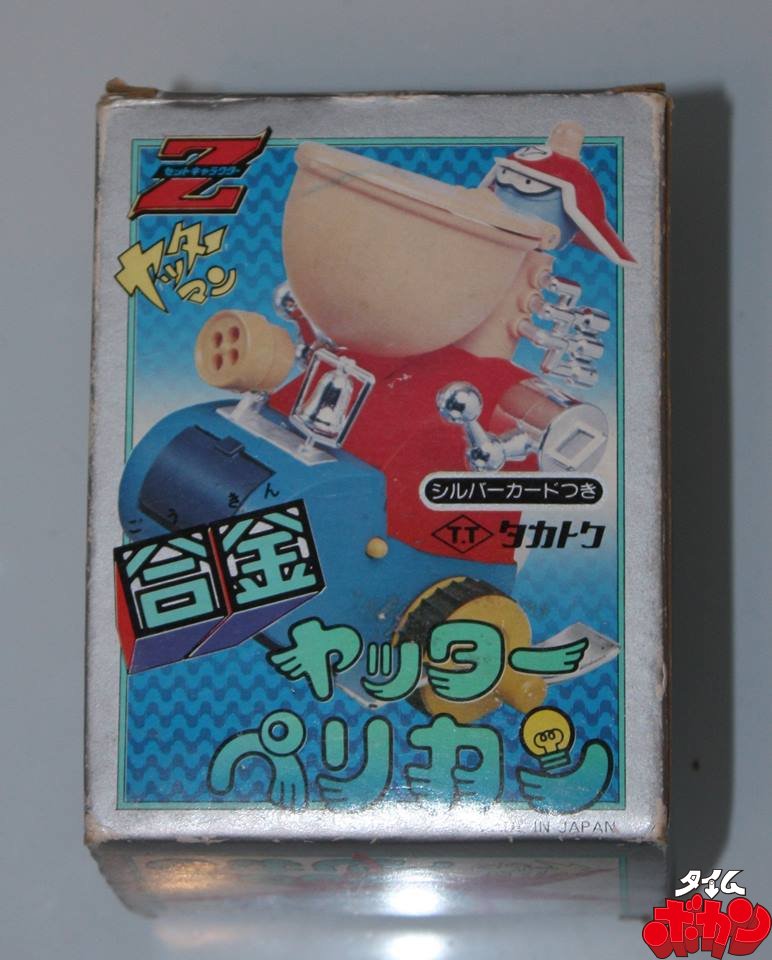 Z
ゼットキャラクター
ヤッター
マン
シルバーカードつき
T.T タカトク
ごうきん
合金
ヤッター
ペリカン
IN JAPAN
タイム
ボカン